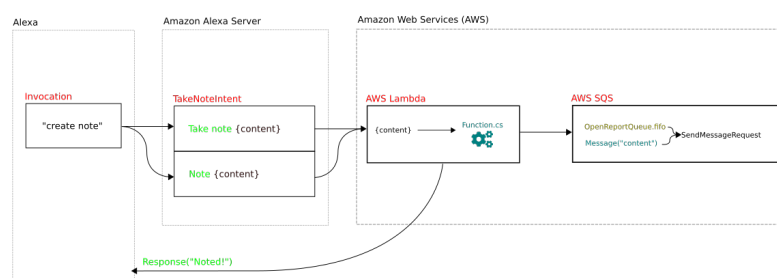 Alexa
Amazon Alexa Server
Amazon Web Services (AWS)
Invocation
"create note"
TakeNoteIntent
Take note {content}
Note {content}
AWS Lambda
{content}
Function.cs
AWS SQS
OpenReportQueue.fifo
Message("content")
SendMessageRequest
Response("Noted!")